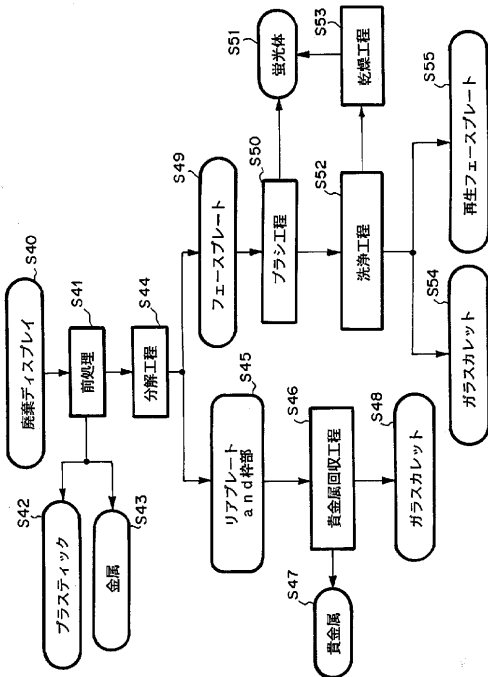 廃棄ディスプレイ
S40
前処理
S41
プラスティック
S42
金属
S43
分解工程
S44
リアプレート
and枠部
S45
貴金属回収工程
S46
貴金属
S47
ガラスカレット
S48
フェースプレート
S49
ブラシ工程
S50
蛍光体
S51
洗浄工程
S52
乾燥工程
S53
ガラスカレット
S54
再生フェースプレート
S55